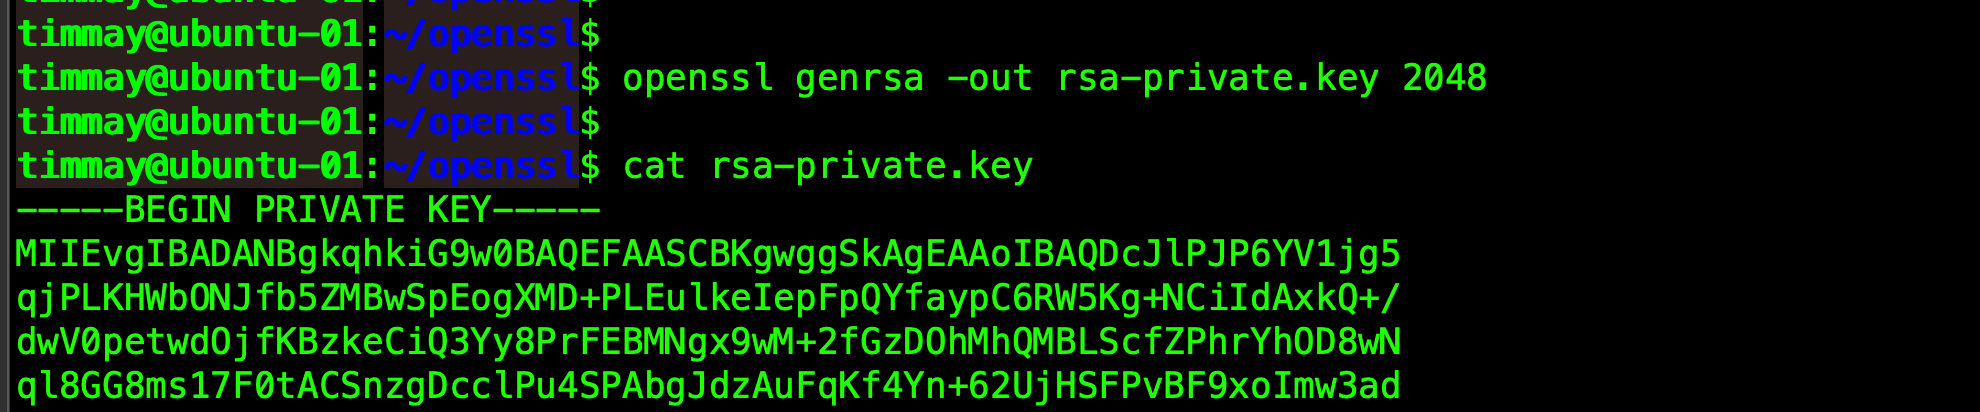 timmay@ubuntu-01:~/openssl$
timmay@ubuntu-01:~/openssl$ openssl genrsa -out rsa-private.key 2048
timmay@ubuntu-01:~/openssl$
timmay@ubuntu-01:~/openssl$ cat rsa-private.key
-----BEGIN PRIVATE KEY-----
MIIEvgIBADANBgkqhkiG9w0BAQEFAASCBKgwggSkAgEAAoIBAQDcJlPJP6YV1jg5
qjPLKHWbONJfb5ZMBwSpEogXMD+PLEulkeIepFpQYfaypC6RW5Kg+NCiIdAxkQ+/
dwV0petwdOjfKBzkeCiQ3Yy8PrFEBMNgx9wM+2fGzDOhMhQMBLScfZPhrYhOD8wN
ql8GG8ms17F0tACSnzgDcclPu4SPAbgJdzAuFqKf4Yn+62UjHSFPvBF9xoImw3ad